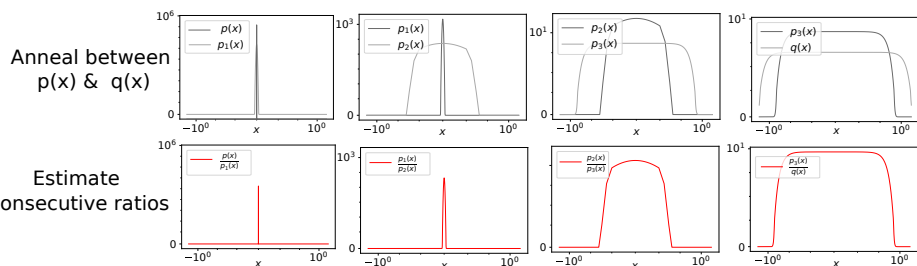 Anneal between
p(x) & q(x)
10^6
0
−10^0
x
10^0
p(x)
p_1(x)
10^3
0
−10^0
x
10^0
p_1(x)
p_2(x)
10^1
0
−10^0
x
10^0
p_2(x)
p_3(x)
10^1
0
−10^0
x
10^0
p_3(x)
q(x)
Estimate
onsecutive ratios
10^6
0
−10^0
x
10^0
p(x)
p_1(x)
10^3
0
−10^0
x
10^0
p_1(x)
p_2(x)
10^1
0
−10^0
x
10^0
p_2(x)
p_3(x)
10^1
0
−10^0
x
10^0
p_3(x)
q(x)